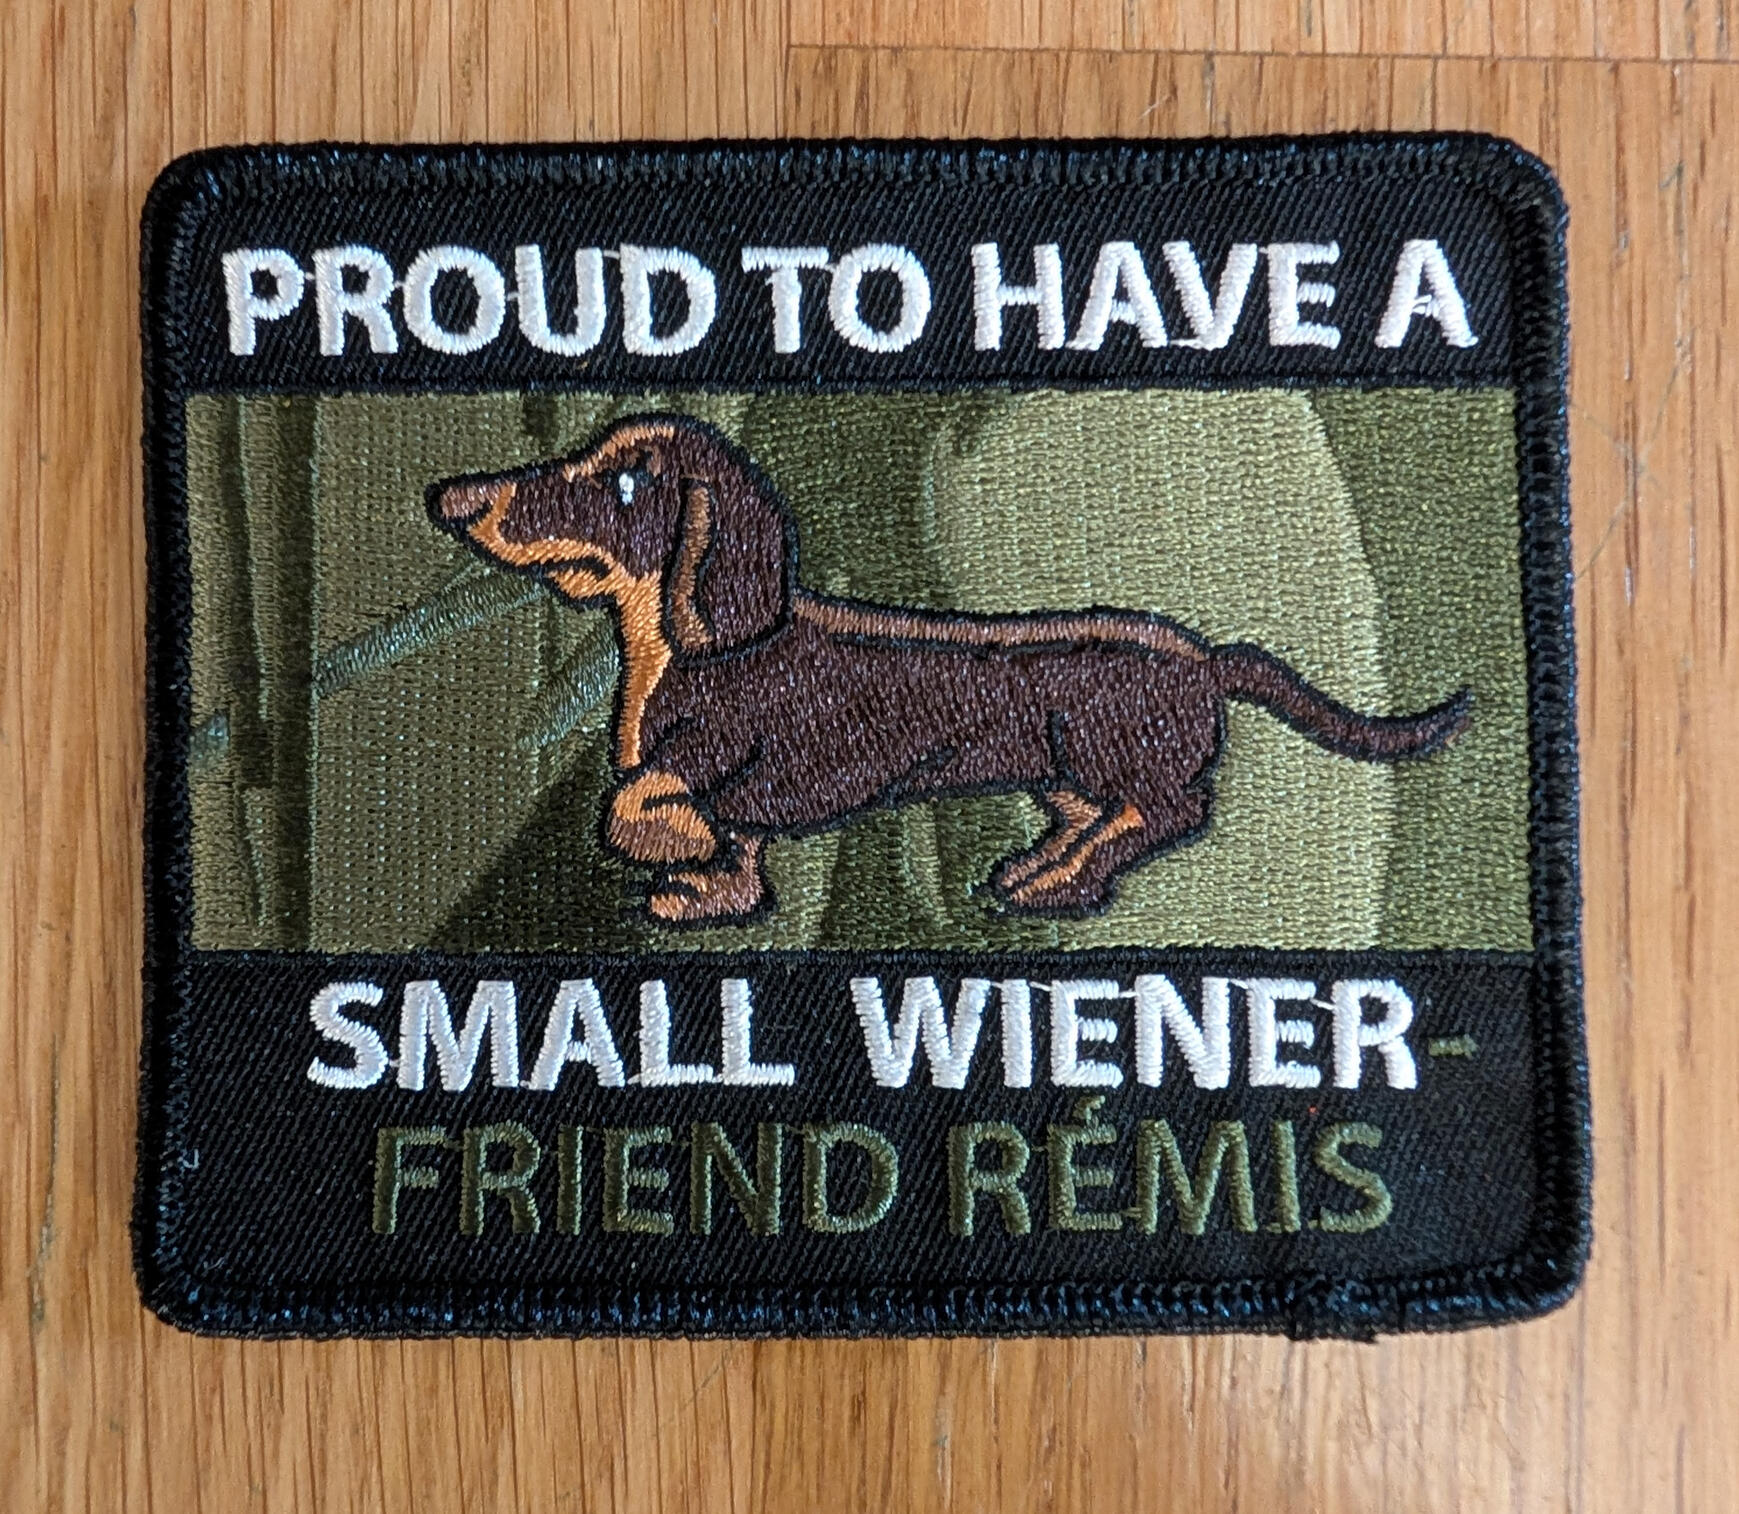 PROUD TO HAVE A
SMALL WIENER-
FRIEND RÉMIS